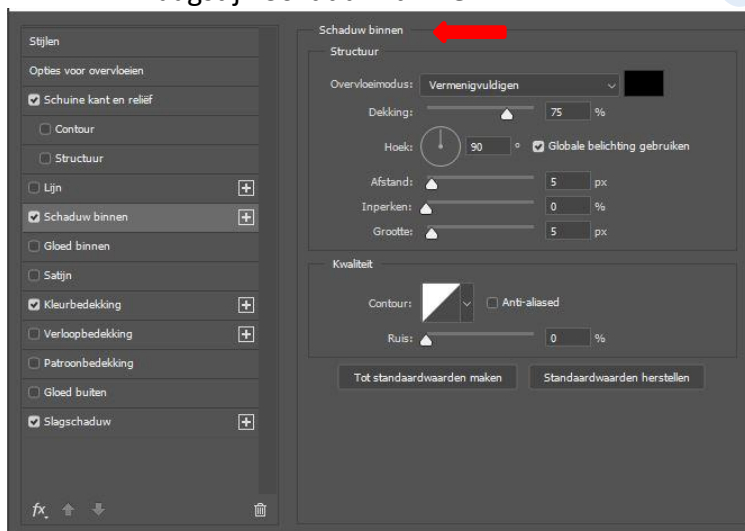 Stijlen
Opties voor overvloeien
Schuine kant en reliëf
Contour
Structuur
Lijn
Schaduw binnen
Gloed binnen
Satijn
Kleurbedekking
Verloopbedekking
Patroonbedekking
Gloed buiten
Slagschaduw
fx
Schaduw binnen
Structuur
Overvloeimodus: Vermenigvuldigen
Dekking: 75 %
Hoek: 90 ° Globale belichting gebruiken
Afstand: 5 px
Inperken: 0 %
Grootte: 5 px
Kwaliteit
Contour: Anti-aliased
Ruis: 0 %
Tot standaardwaarden maken Standaardwaarden herstellen